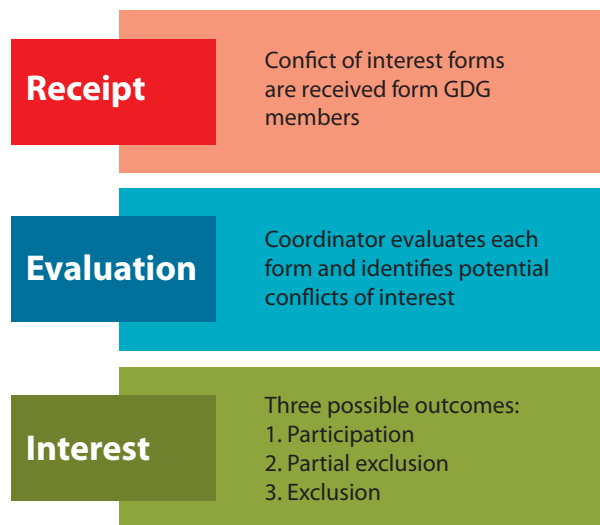 Receipt
Confict of interest forms
are received form GDG
members
Evaluation
Coordinator evaluates each
form and identifies potential
conflicts of interest
Interest
Three possible outcomes:
1. Participation
2. Partial exclusion
3. Exclusion